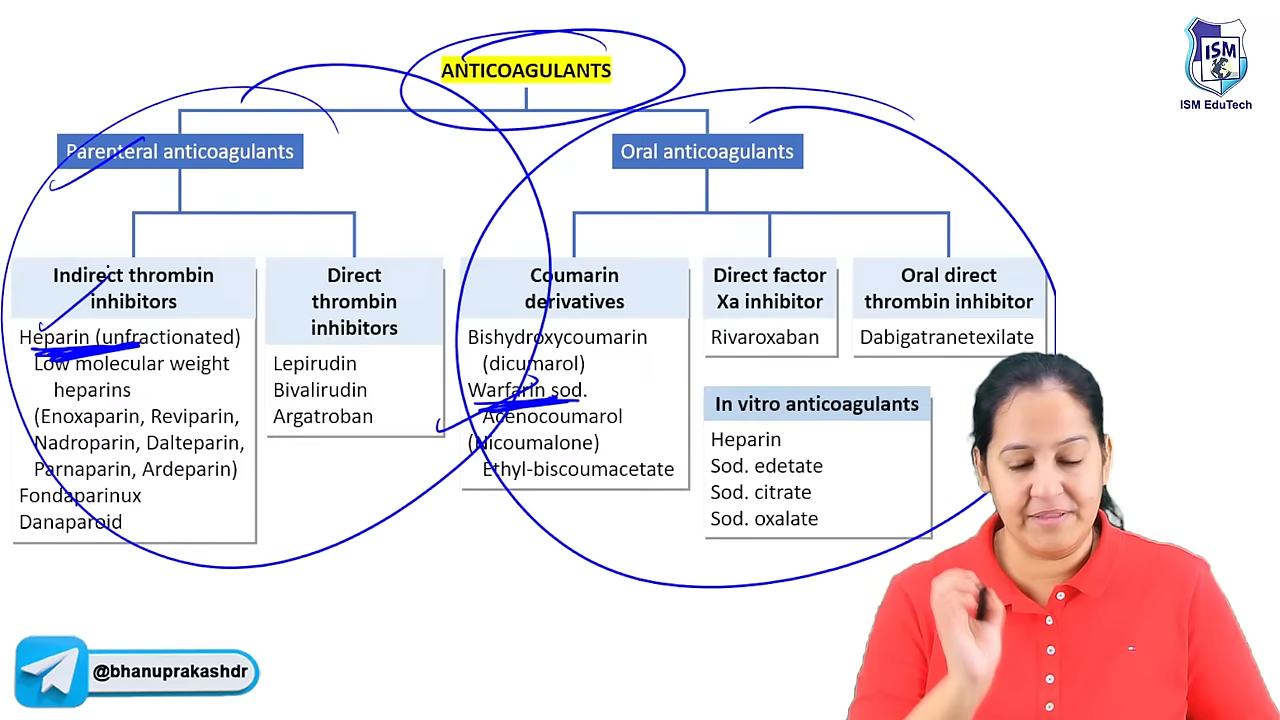 ANTICOAGULANTS
ISM
ISM EduTech
Parenteral anticoagulants
Oral anticoagulants
Indirect thrombin
inhibitors
Heparin (unfractionated)
Low molecular weight
heparins
(Enoxaparin, Reviparin,
Nadroparin, Dalteparin,
Parnaparin, Ardeparin)
Fondaparinux
Danaparoid
Direct
thrombin
inhibitors
Lepirudin
Bivalirudin
Argatroban
Coumarin
derivatives
Bishydroxycoumarin
(dicumarol)
Warfarin sod.
Acenocoumarol
(Nicoumalone)
Ethyl-biscoumacetate
Direct factor
Xa inhibitor
Rivaroxaban
Oral direct
thrombin inhibitor
Dabigatranetexilate
In vitro anticoagulants
Heparin
Sod. edetate
Sod. citrate
Sod. oxalate
@bhanuprakashdr